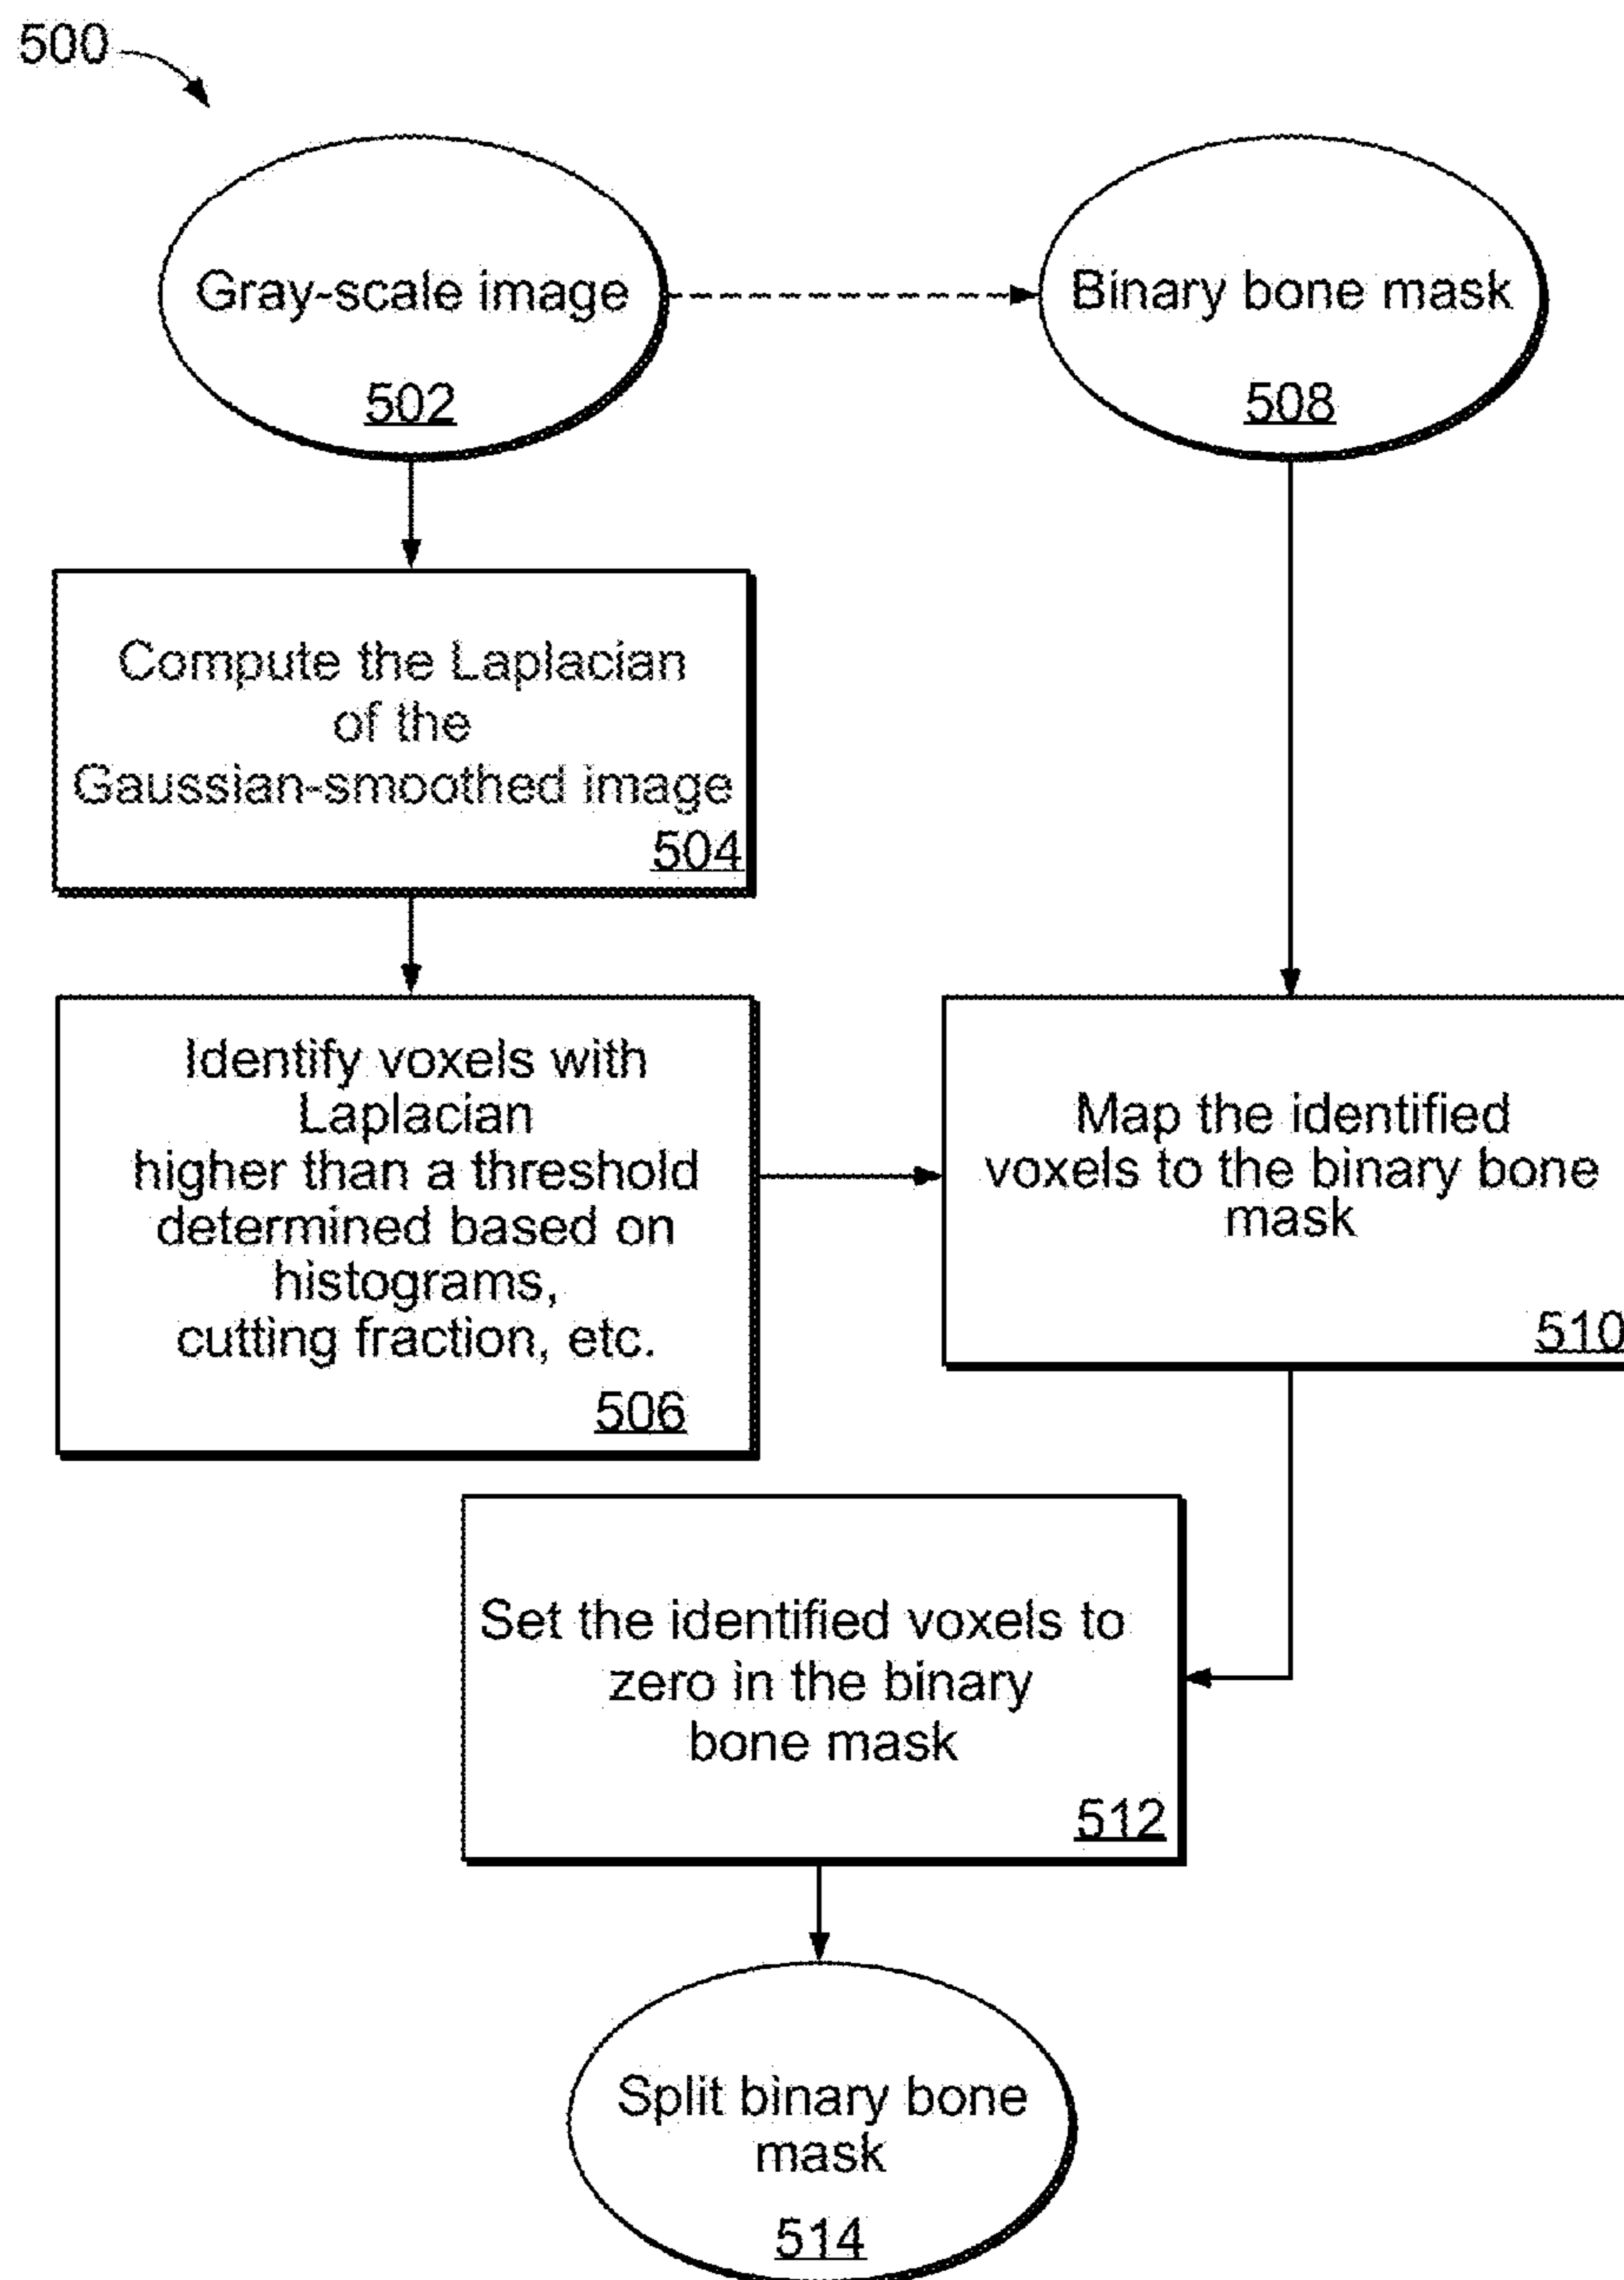 500
Gray-scale image
502
Binary bone mask
508
Compute the Laplacian
of the
Gaussian-smoothed image
504
Identify voxels with
Laplacian
higher than a threshold
determined based on
histograms,
cutting fraction, etc.
506
Map the identified
voxels to the binary bone
mask
510
Set the identified voxels to
zero in the binary
bone mask
512
Split binary bone
mask
514